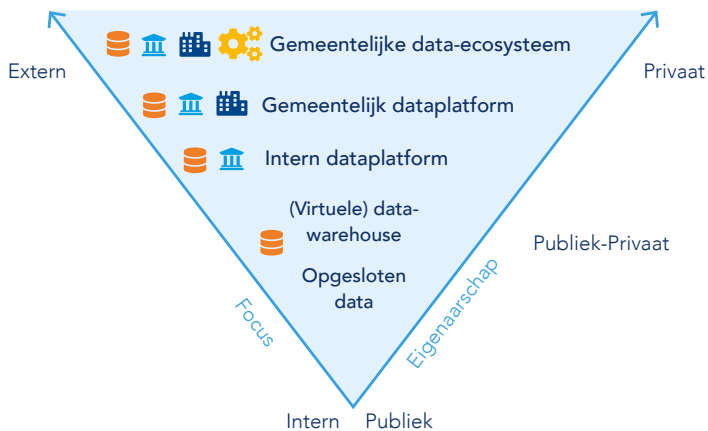 Gemeentelijke data-ecosysteem
Extern
Privaat
Gemeentelijk dataplatform
Intern dataplatform
(Virtuele) data-
warehouse
Publiek-Privaat
Opgesloten
data
Focus
Eigenaarschap
Intern
Publiek